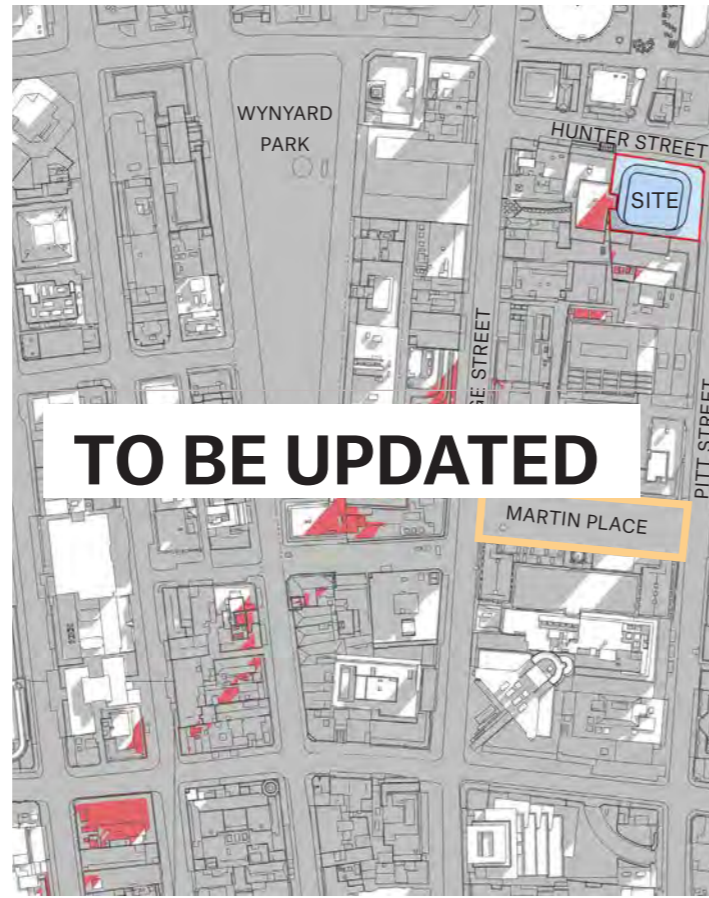 WYNYARD
PARK
HUNTER STREET
SITE
STREET
PITT STREET
TO BE UPDATED
MARTIN PLACE